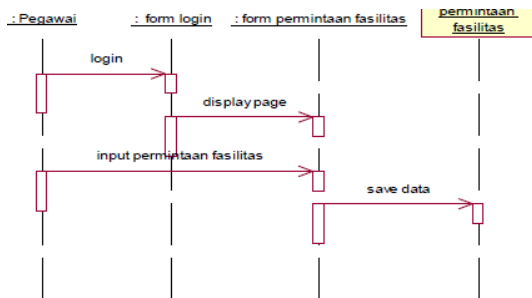 : Pegawai
: form login
: form permintaan fasilitas
permintaan
fasilitas
login
display page
input permintaan fasilitas
save data